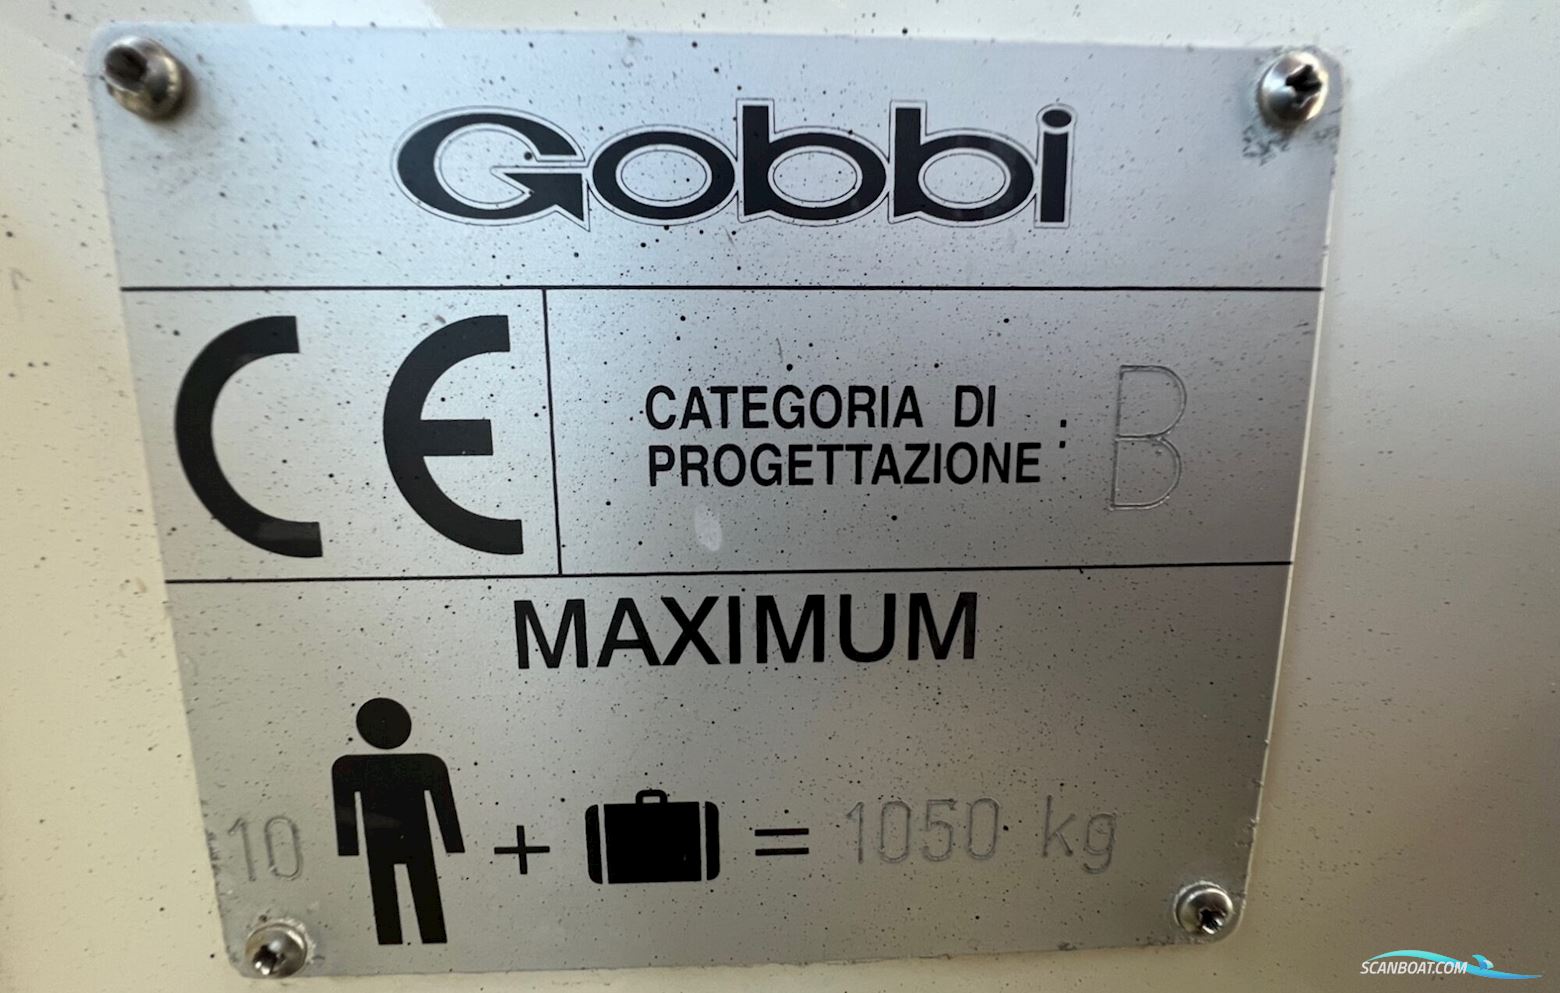 Gobbi
CE
CATEGORIA DI
PROGETTAZIONE : B
MAXIMUM
10 + = 1050 kg
SCANBOAT.COM